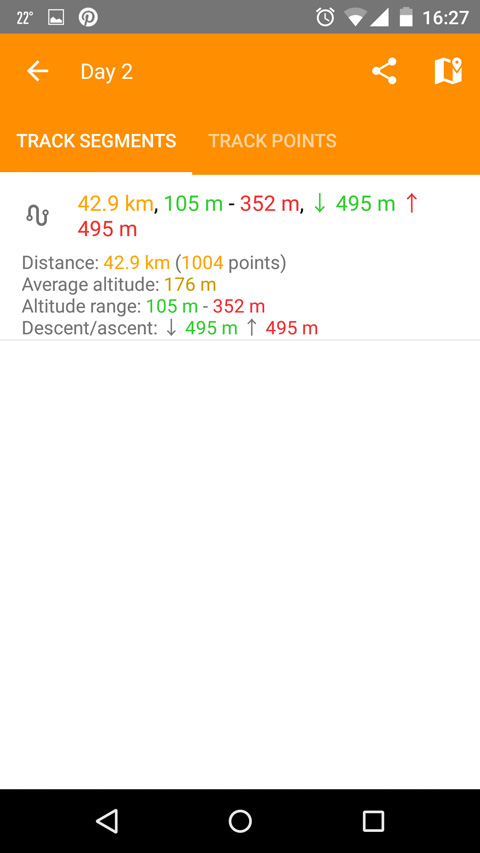 22° 16:27
Day 2
TRACK SEGMENTS TRACK POINTS
42.9 km, 105 m - 352 m, ↓ 495 m ↑
495 m
Distance: 42.9 km (1004 points)
Average altitude: 176 m
Altitude range: 105 m - 352 m
Descent/ascent: ↓ 495 m ↑ 495 m